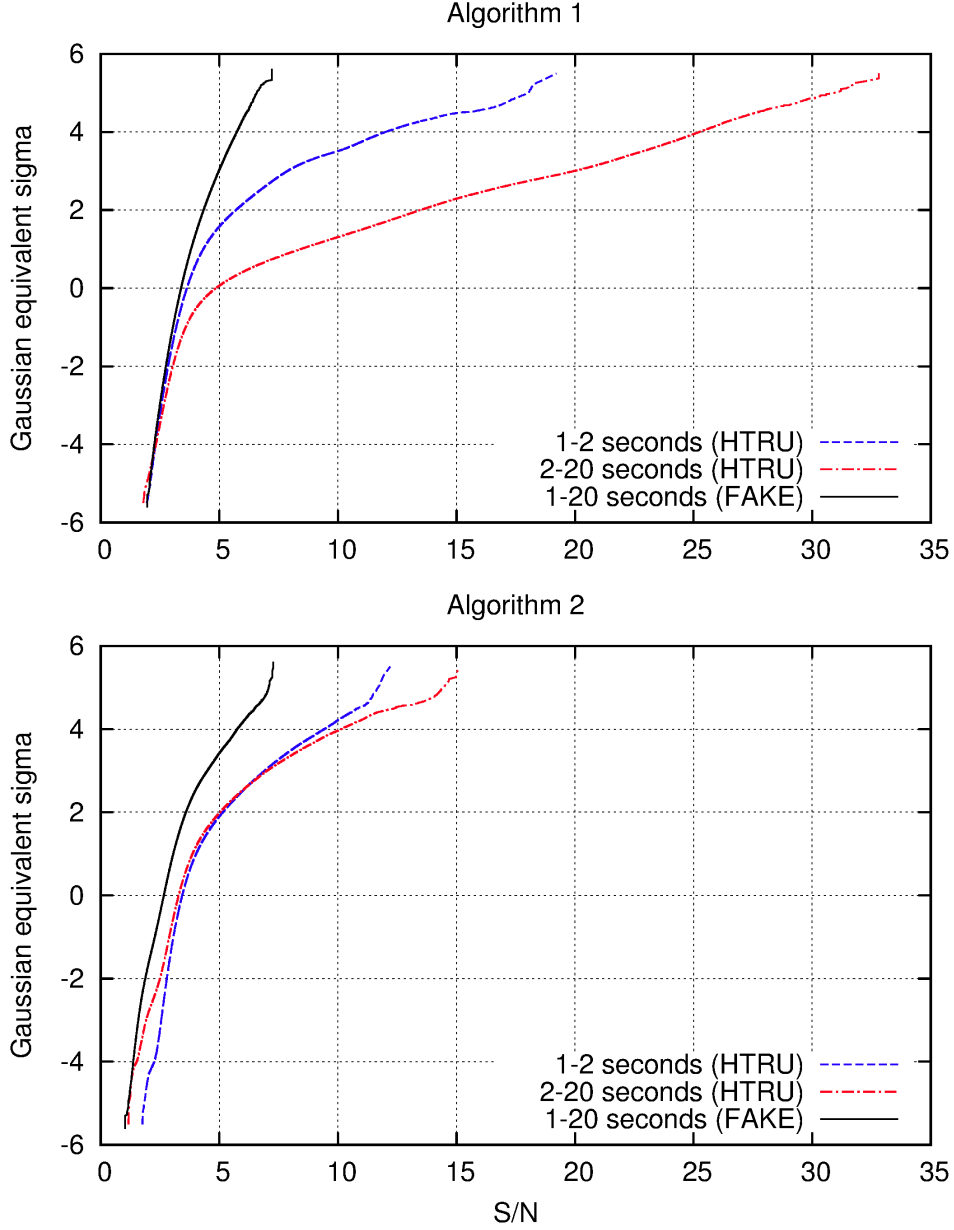 Algorithm 1
6
4
2
0
-2
-4
-6
Gaussian equivalent sigma
1-2 seconds (HTRU)
2-20 seconds (HTRU)
1-20 seconds (FAKE)
0 5 10 15 20 25 30 35
Algorithm 2
6
4
2
0
-2
-4
-6
Gaussian equivalent sigma
1-2 seconds (HTRU)
2-20 seconds (HTRU)
1-20 seconds (FAKE)
0 5 10 15 20 25 30 35
S/N